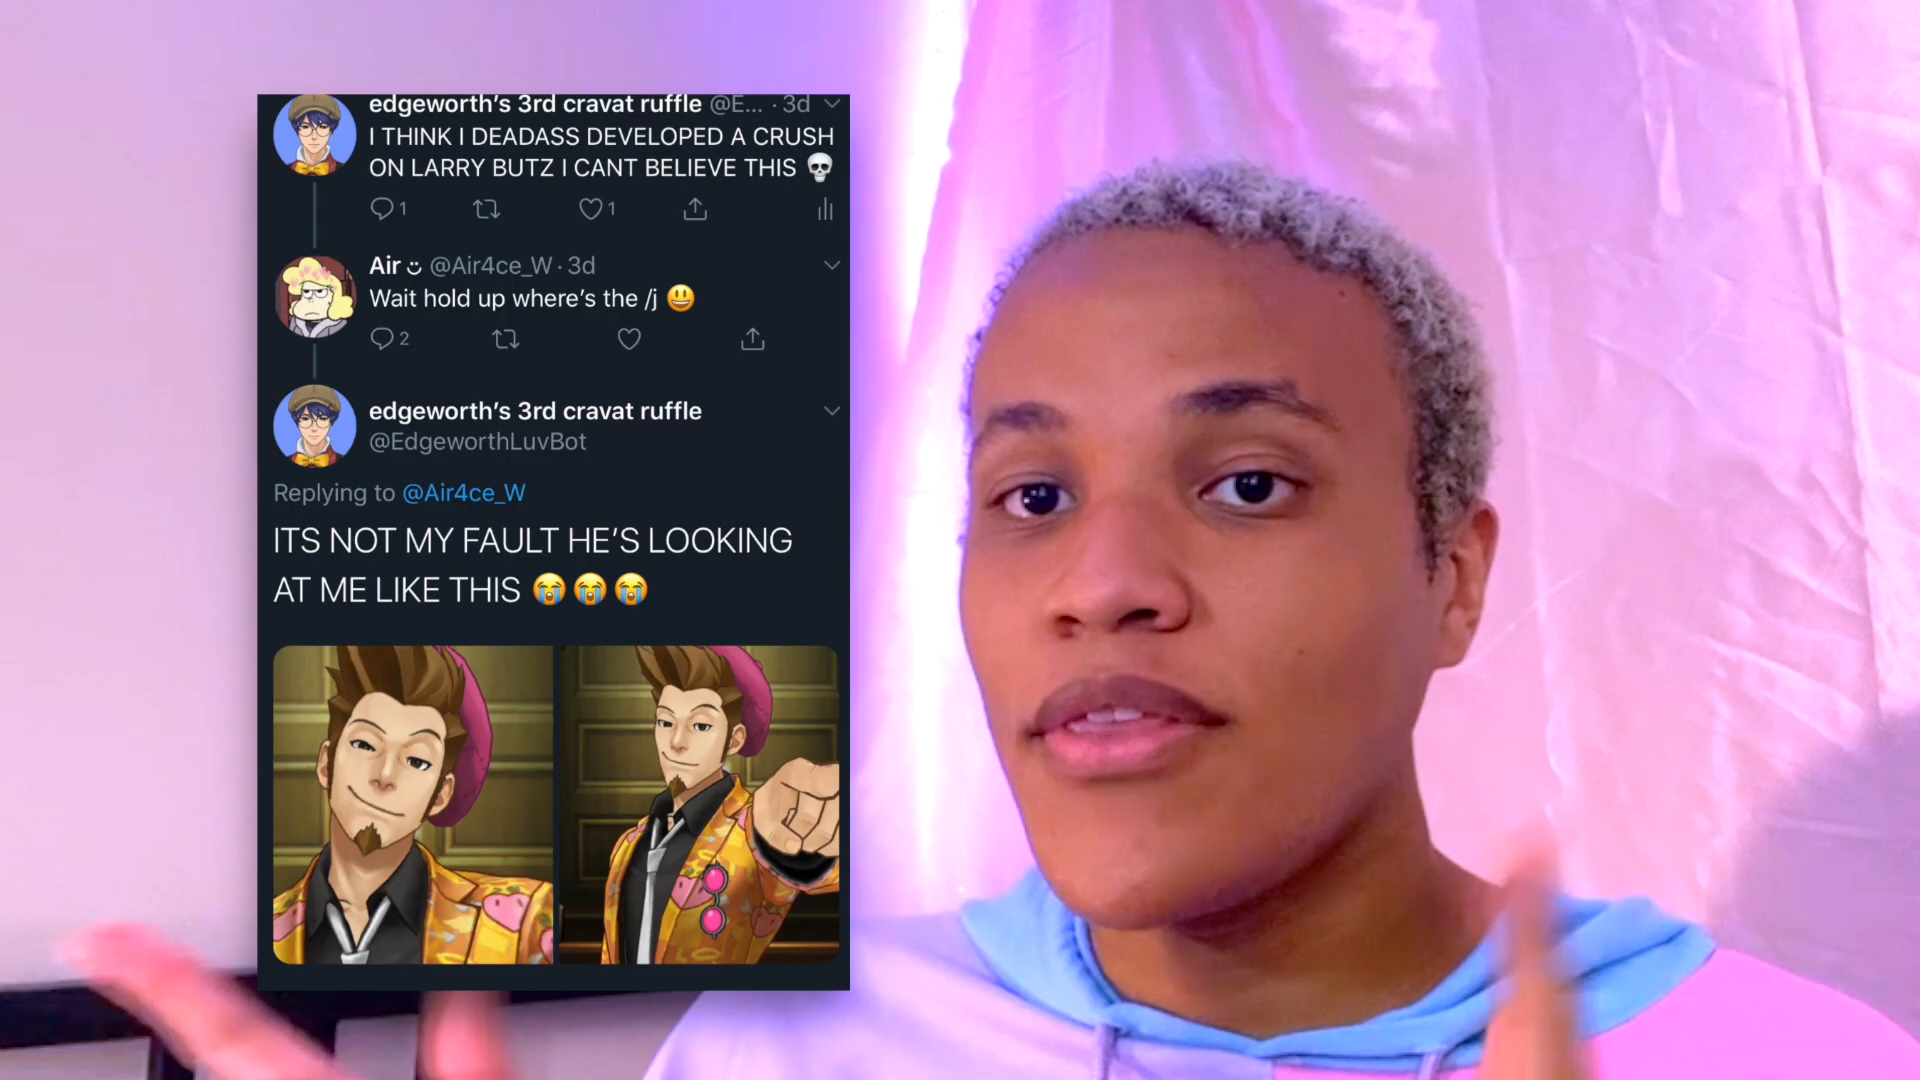 edgeworth's 3rd cravat ruffle @E... · 3d
I THINK I DEADASS DEVELOPED A CRUSH
ON LARRY BUTZ I CANT BELIEVE THIS 💀
1 1
Air @Air4ce_W · 3d
Wait hold up where's the /j 😃
2
edgeworth's 3rd cravat ruffle
@EdgeworthLuvBot
Replying to @Air4ce_W
ITS NOT MY FAULT HE'S LOOKING
AT ME LIKE THIS 😭😭😭